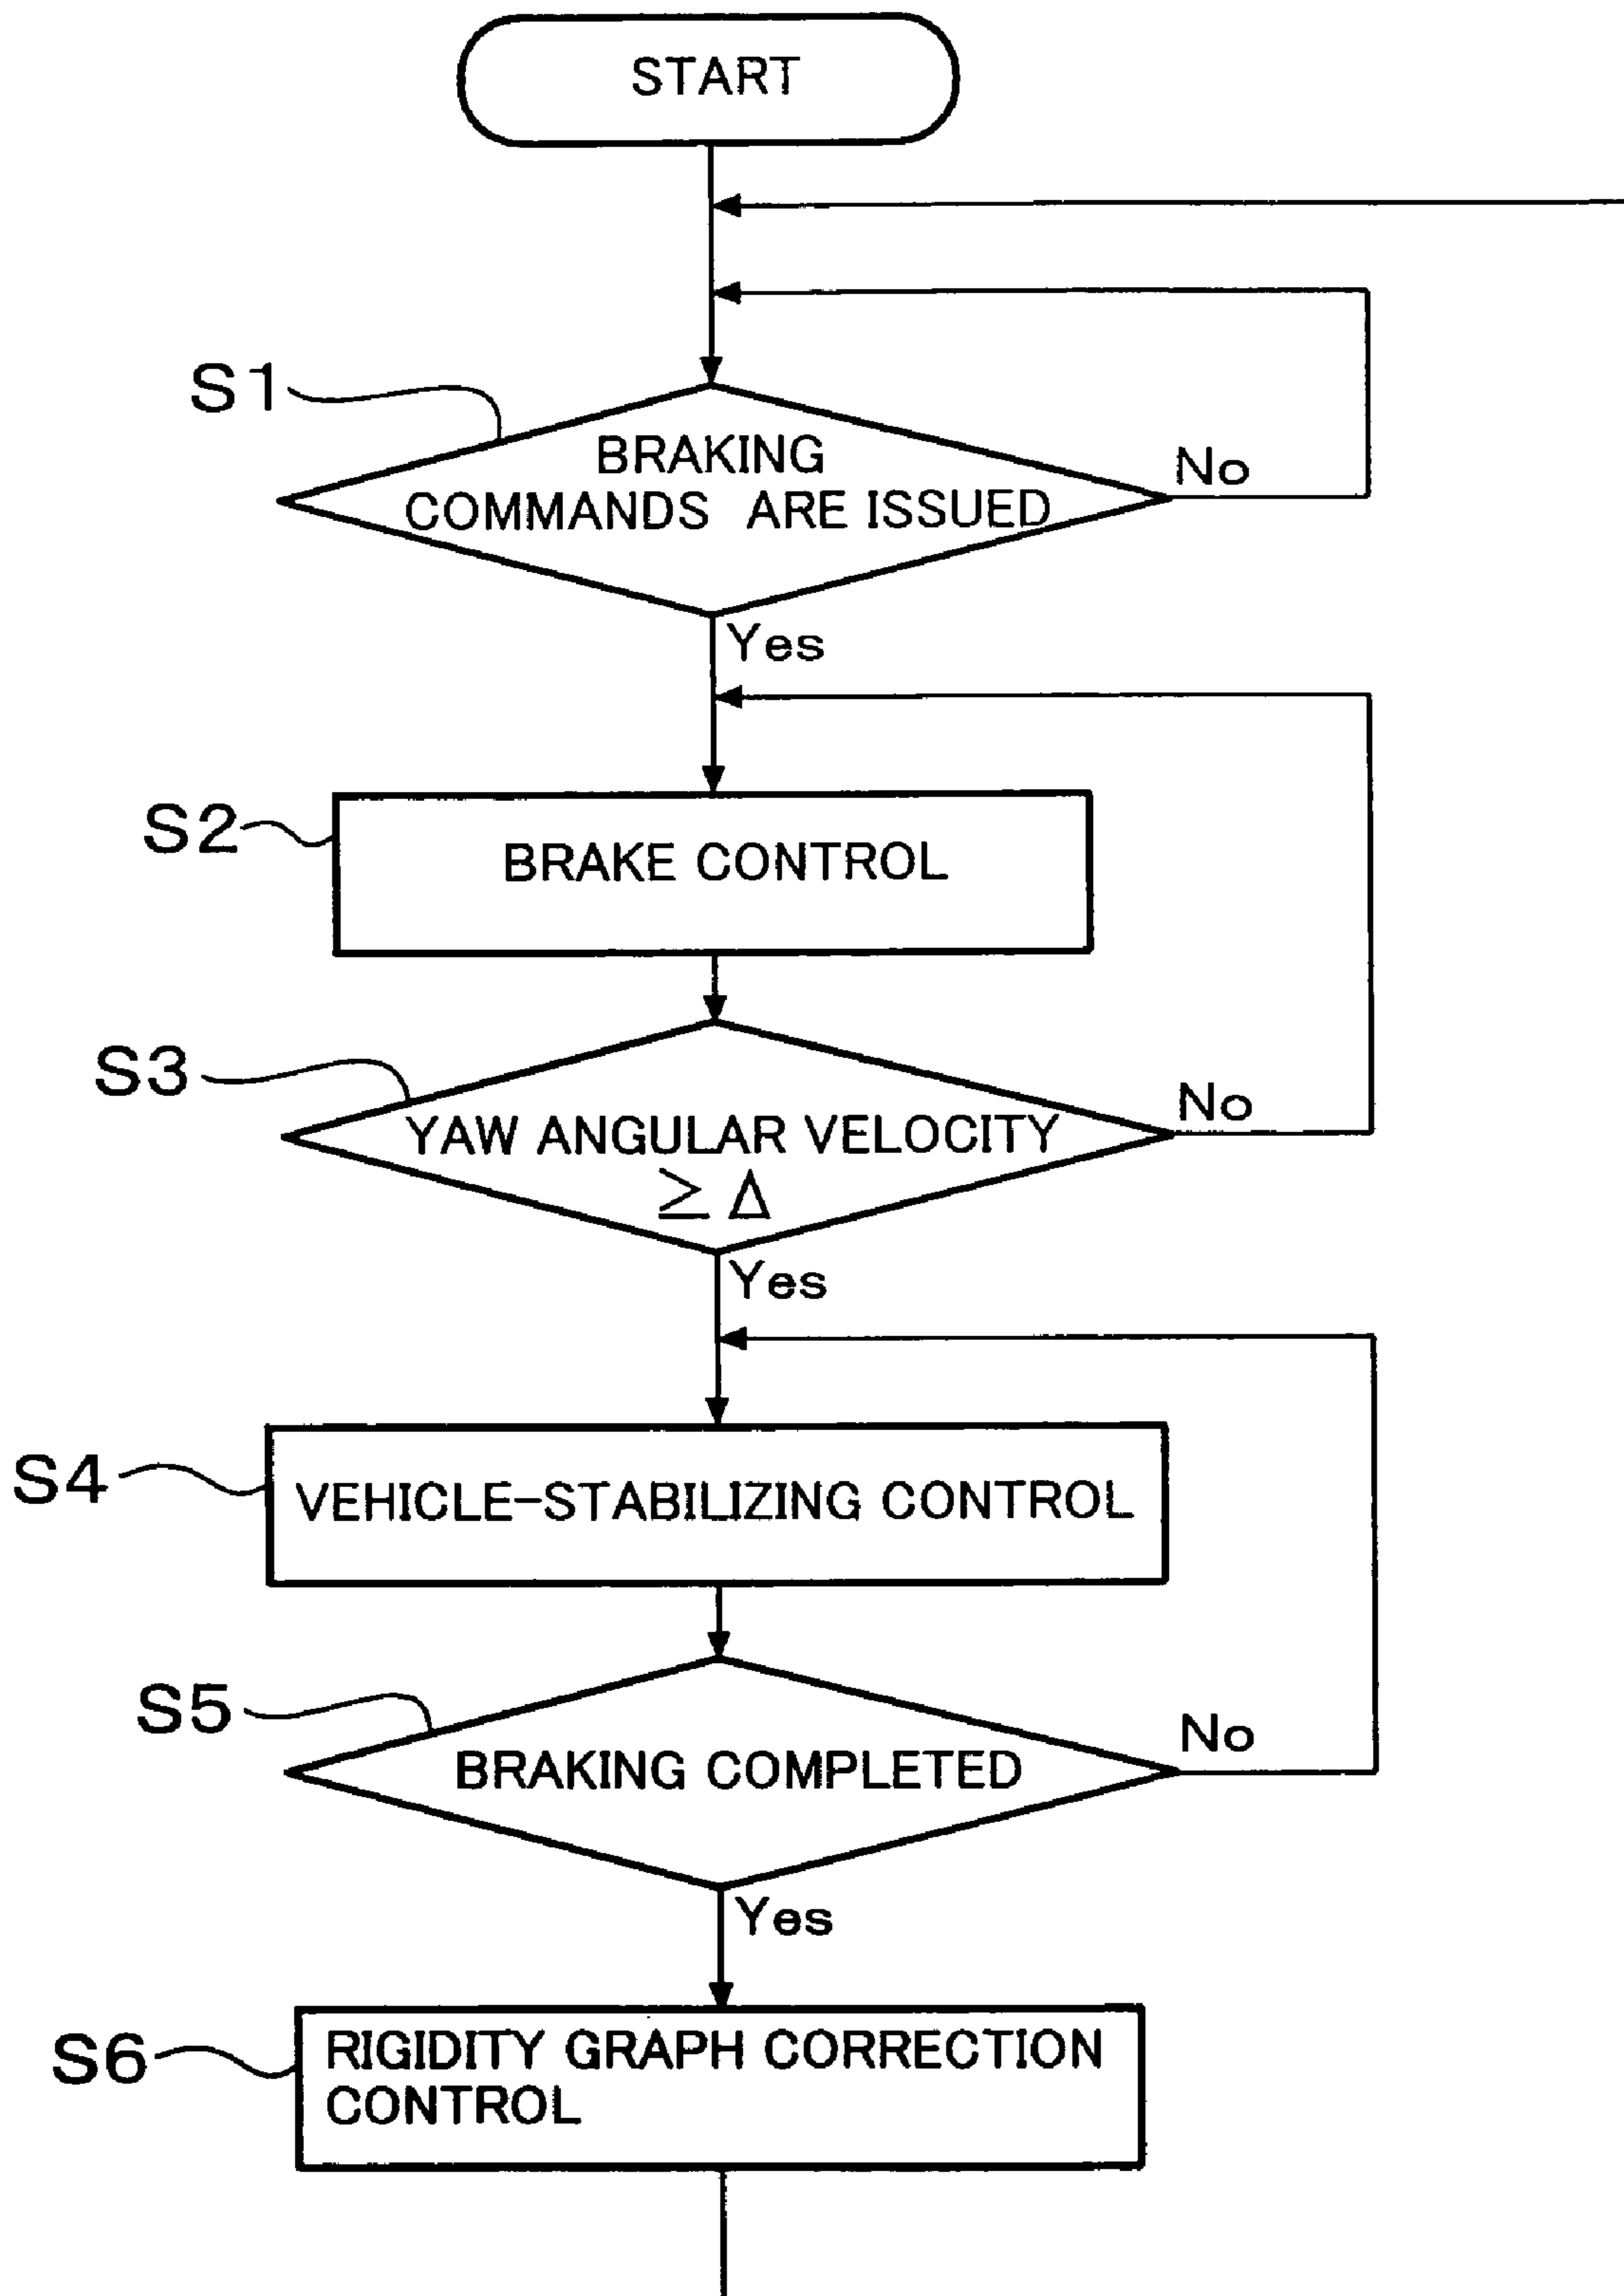 START
S1
BRAKING
COMMANDS ARE ISSUED
No
Yes
S2
BRAKE CONTROL
S3
YAW ANGULAR VELOCITY
≥ Δ
No
Yes
S4
VEHICLE-STABILIZING CONTROL
S5
BRAKING COMPLETED
No
Yes
S6
RIGIDITY GRAPH CORRECTION
CONTROL